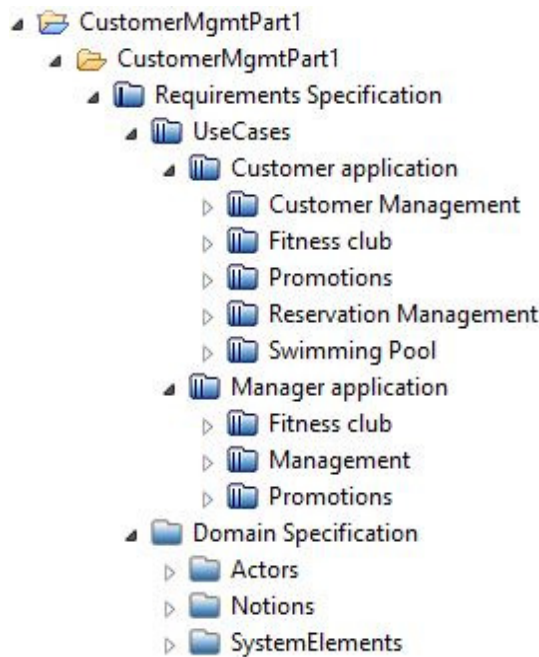 CustomerMgmtPart1
CustomerMgmtPart1
Requirements Specification
UseCases
Customer application
Customer Management
Fitness club
Promotions
Reservation Management
Swimming Pool
Manager application
Fitness club
Management
Promotions
Domain Specification
Actors
Notions
SystemElements